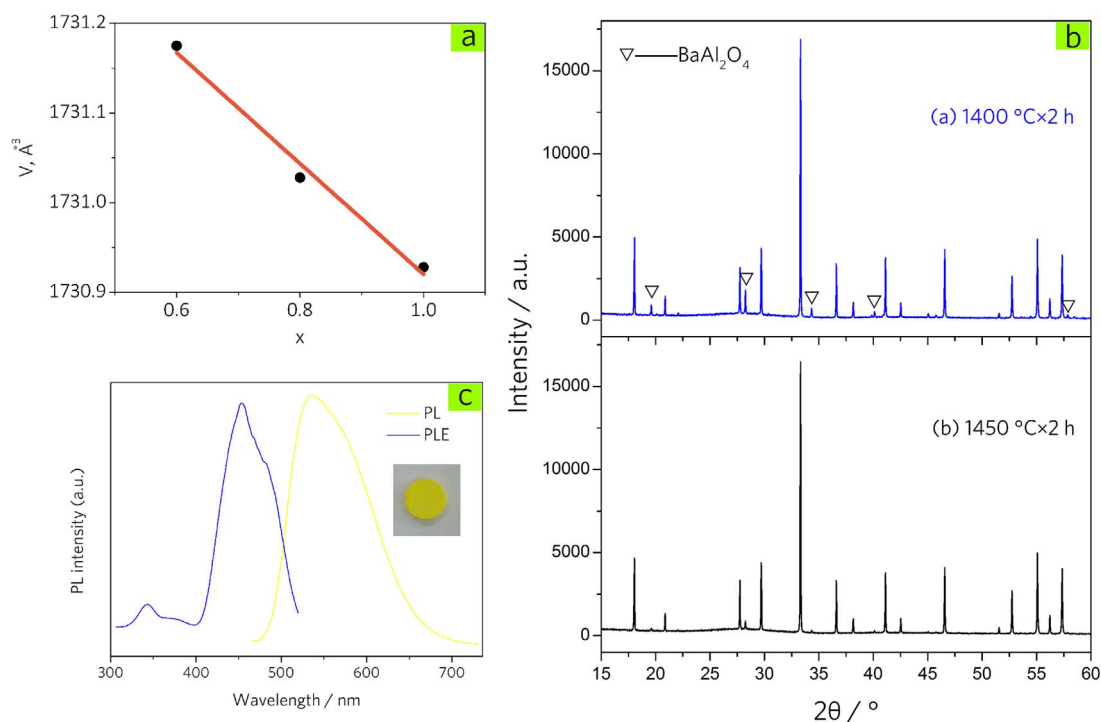 a
1731.2
1731.1
1731.0
1730.9
V, Å³
0.6 0.8 1.0
x
b
▽——BaAl₂O₄
(a) 1400 °C×2 h
15000
10000
5000
0
(b) 1450 °C×2 h
15000
10000
5000
0
Intensity / a.u.
15 20 25 30 35 40 45 50 55 60
2θ / °
c
PL
PLE
PL intensity (a.u.)
300 400 500 600 700
Wavelength / nm